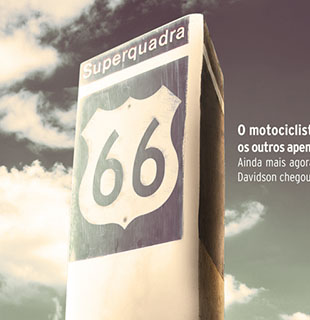 Superquadra
66
O motociclist
os outros apen
Ainda mais agora
Davidson chegou